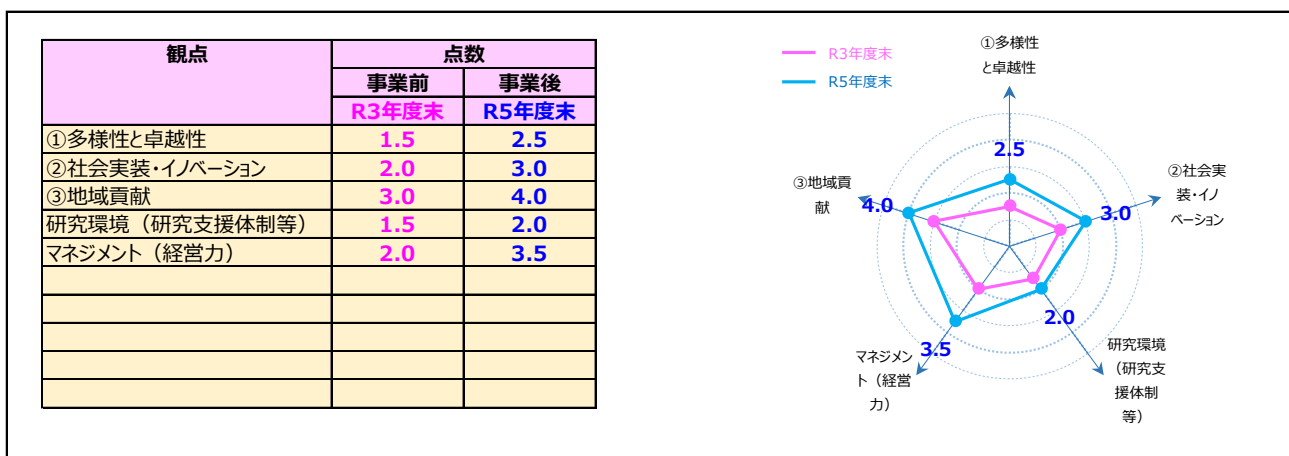 観点 点数
事業前 事業後
R3年度末 R5年度末
①多様性と卓越性 1.5 2.5
②社会実装・イノベーション 2.0 3.0
③地域貢献 3.0 4.0
研究環境（研究支援体制等） 1.5 2.0
マネジメント（経営力） 2.0 3.5
R3年度末
R5年度末
①多様性
と卓越性
2.5
②社会実
装・イノ
ベーション
3.0
研究環境
（研究支
援体制
等）
2.0
マネジメン
ト（経営
力）
3.5
③地域貢
献
4.0